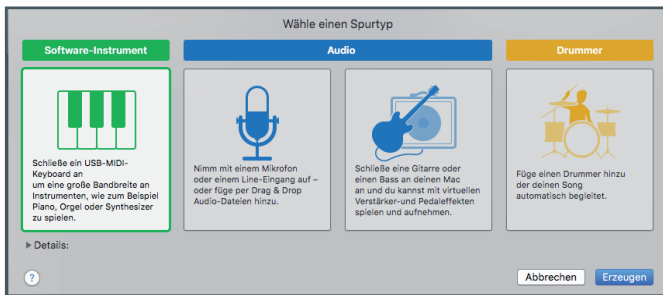 Wähle einen Spurtyp
Software-Instrument
Audio
Drummer
Schließe ein USB-MIDI-
Keyboard an
um eine große Bandbreite an
Instrumenten, wie zum Beispiel
Piano, Orgel oder Synthesizer
zu spielen.
Nimm mit einem Mikrofon
oder einem Line-Eingang auf –
oder füge per Drag & Drop
Audio-Dateien hinzu.
Schließe eine Gitarre oder
einen Bass an deinen Mac
an und du kannst mit virtuellen
Verstärker-und Pedaleffekten
spielen und aufnehmen.
Füge einen Drummer hinzu
der deinen Song
automatisch begleitet.
Details:
?
Abbrechen
Erzeugen